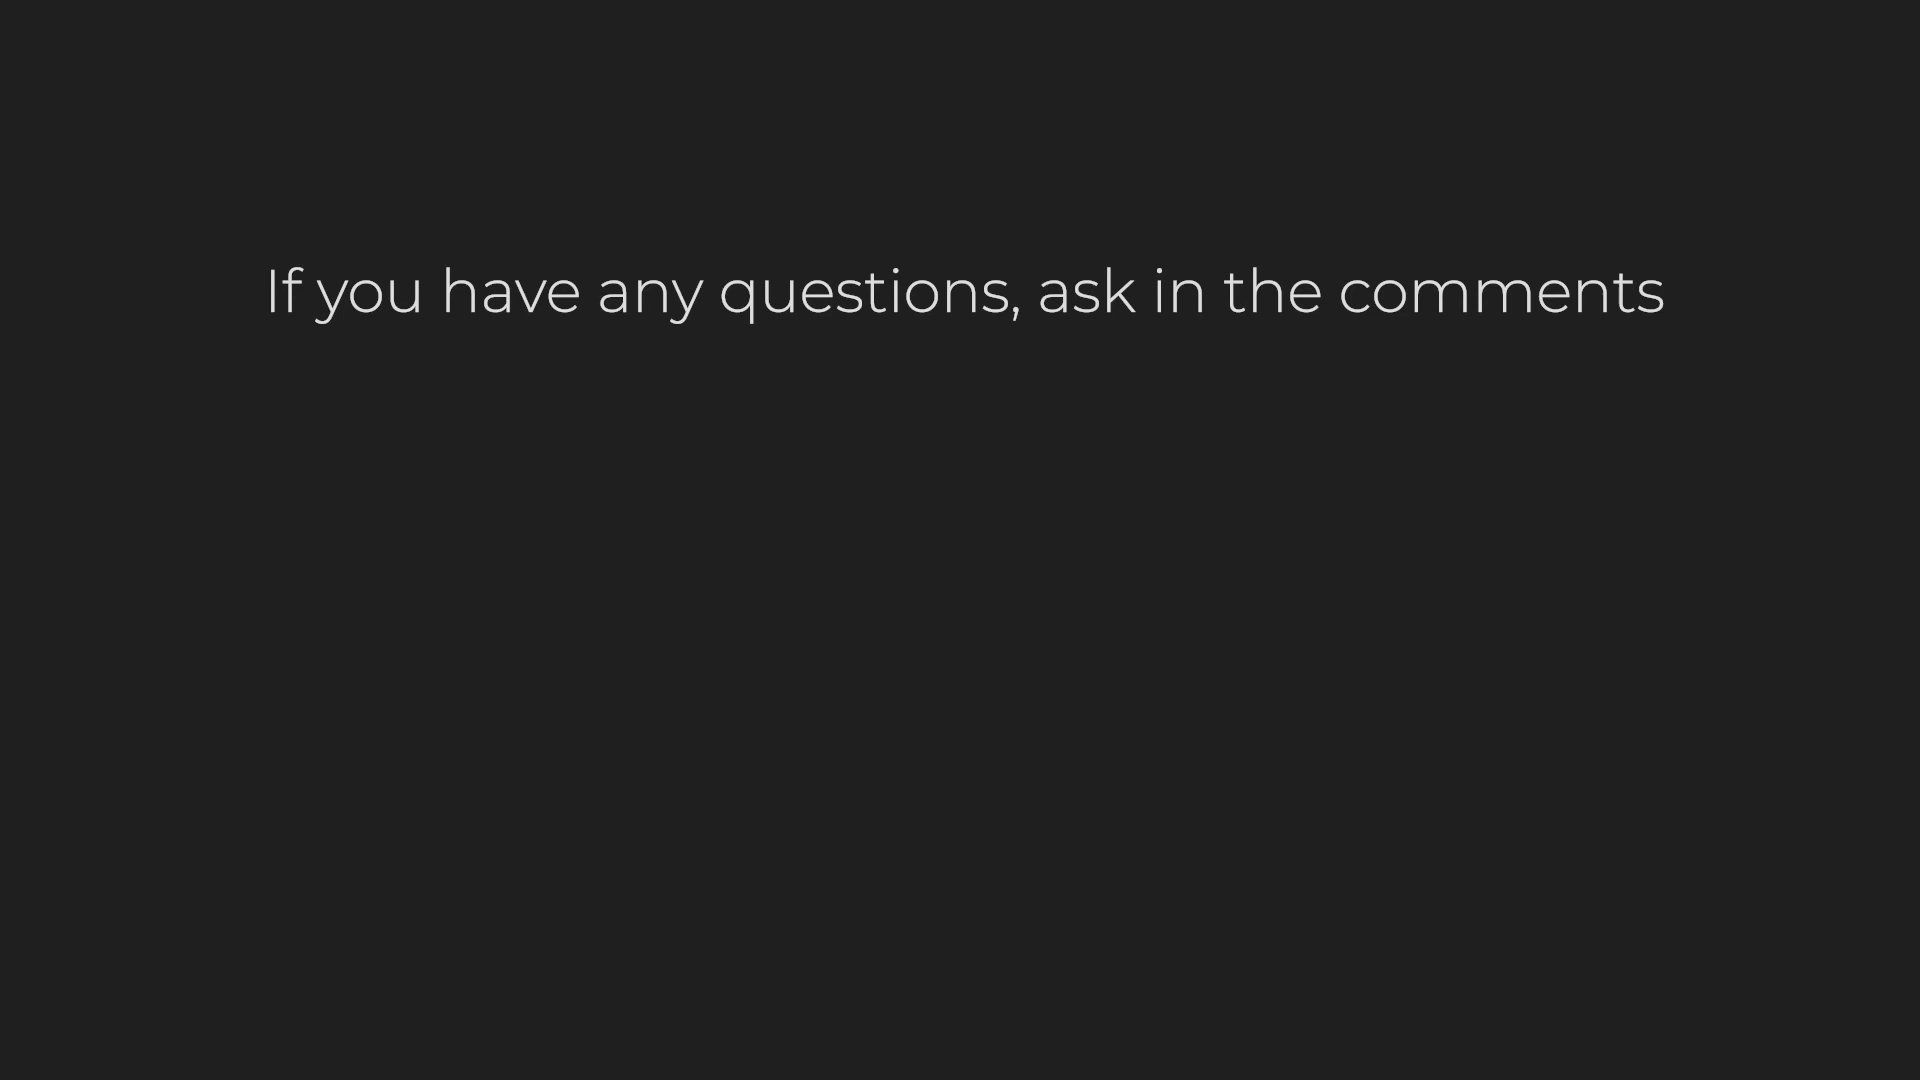 If you have any questions, ask in the comments